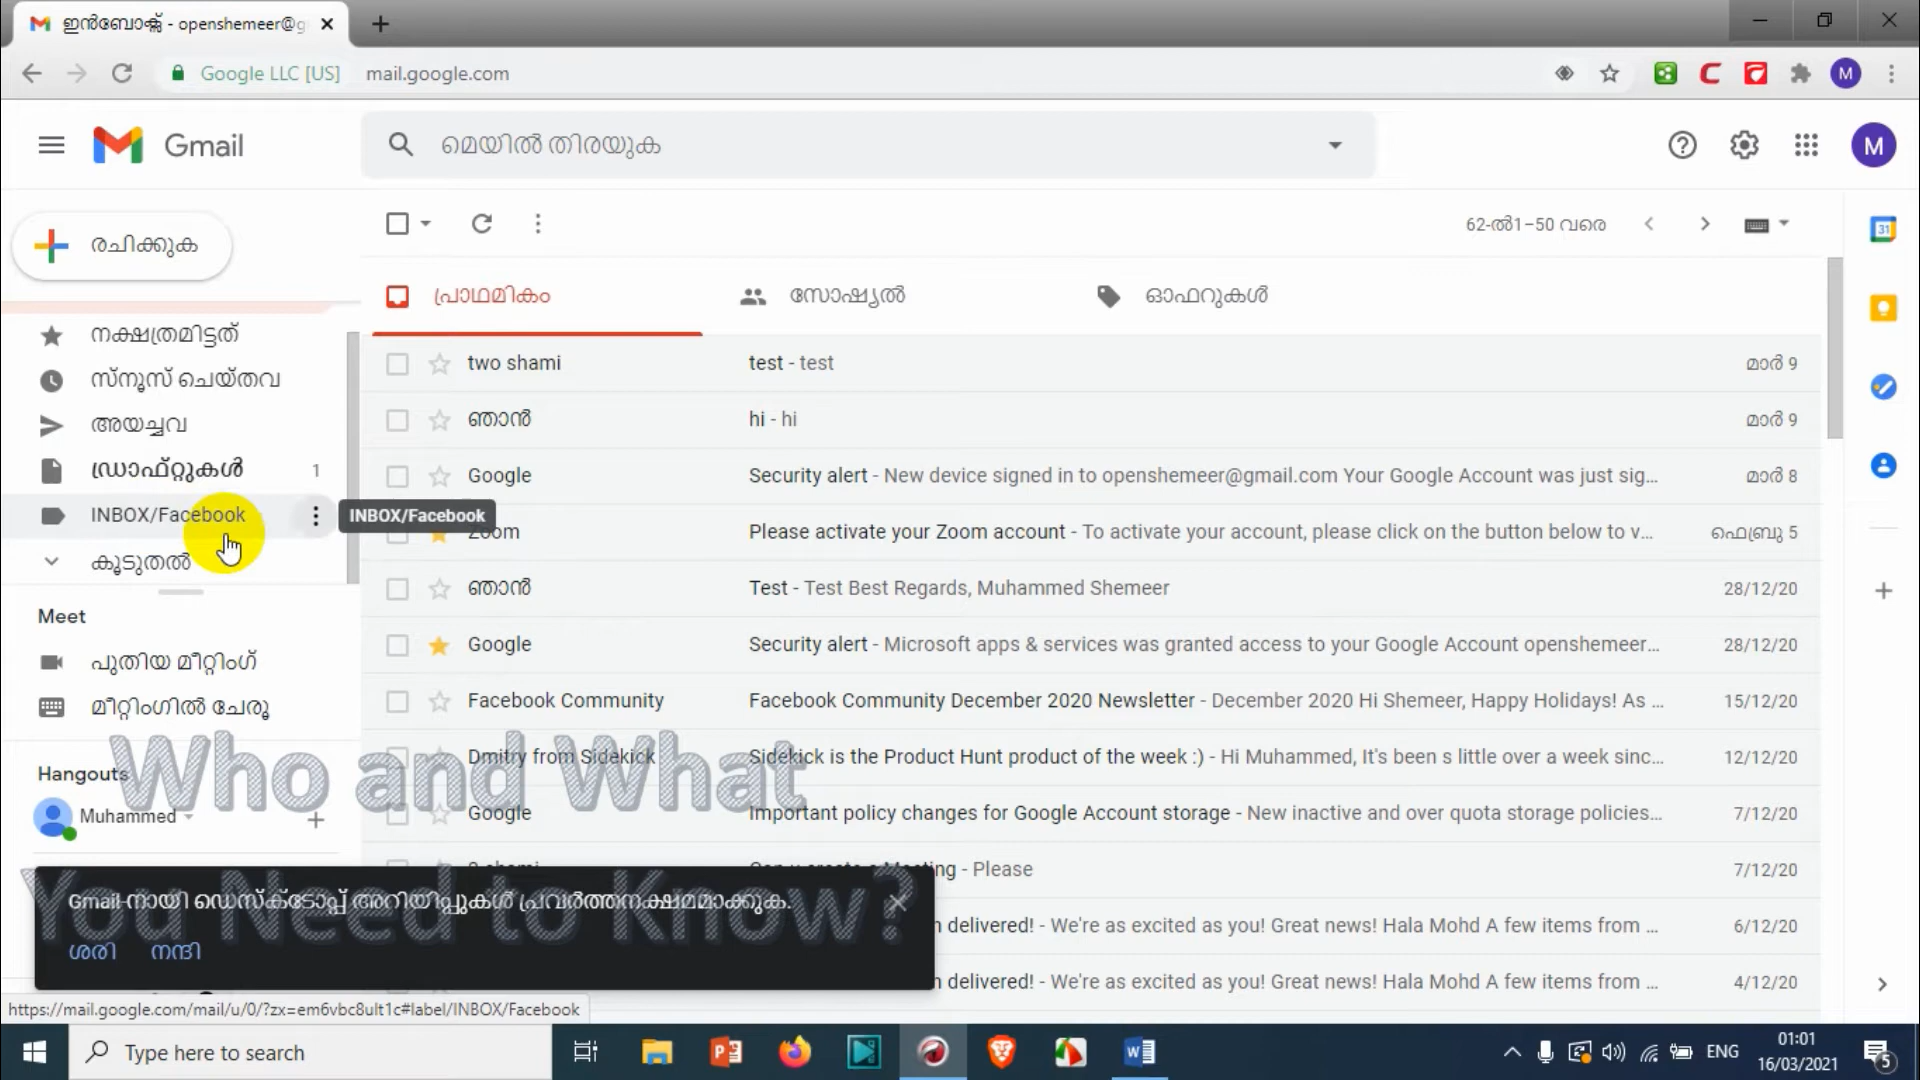 ഇൻബോക്സ് - openshemeer@g
Google LLC [US] mail.google.com
M
Gmail
മെയിൽ തിരയുക
M
രചിക്കുക
62-ൽ1–50 വരെ
31
പ്രാഥമികം
സോഷ്യൽ
ഓഫറുകൾ
നക്ഷത്രമിട്ടത്
സ്നൂസ് ചെയ്തവ
അയച്ചവ
ഡ്രാഫ്റ്റുകൾ 1
INBOX/Facebook
INBOX/Facebook
കൂടുതൽ
two shami test - test മാർ 9
ഞാൻ hi - hi മാർ 9
Google Security alert - New device signed in to openshemeer@gmail.com Your Google Account was just sig... മാർ 8
Zoom Please activate your Zoom account - To activate your account, please click on the button below to v... ഫെബ്രു 5
ഞാൻ Test - Test Best Regards, Muhammed Shemeer 28/12/20
Google Security alert - Microsoft apps & services was granted access to your Google Account openshemeer... 28/12/20
Facebook Community Facebook Community December 2020 Newsletter - December 2020 Hi Shemeer, Happy Holidays! As ... 15/12/20
Dmitry from Sidekick Sidekick is the Product Hunt product of the week :) - Hi Muhammed, It's been s little over a week sinc... 12/12/20
Google Important policy changes for Google Account storage - New inactive and over quota storage policies... 7/12/20
- Please 7/12/20
delivered! - We're as excited as you! Great news! Hala Mohd A few items from ... 6/12/20
delivered! - We're as excited as you! Great news! Hala Mohd A few items from ... 4/12/20
Meet
പുതിയ മീറ്റിംഗ്
മീറ്റിംഗിൽ ചേരൂ
Hangouts
Muhammed
Who and What
You Need to Know?
Gmail-നായി ഡെസ്ക്ടോപ്പ് അറിയിപ്പുകൾ പ്രവർത്തനക്ഷമമാക്കുക.
ശരി നന്ദി
https://mail.google.com/mail/u/0/?zx=em6vbc8ult1c#label/INBOX/Facebook
Type here to search
ENG
01:01
16/03/2021
5